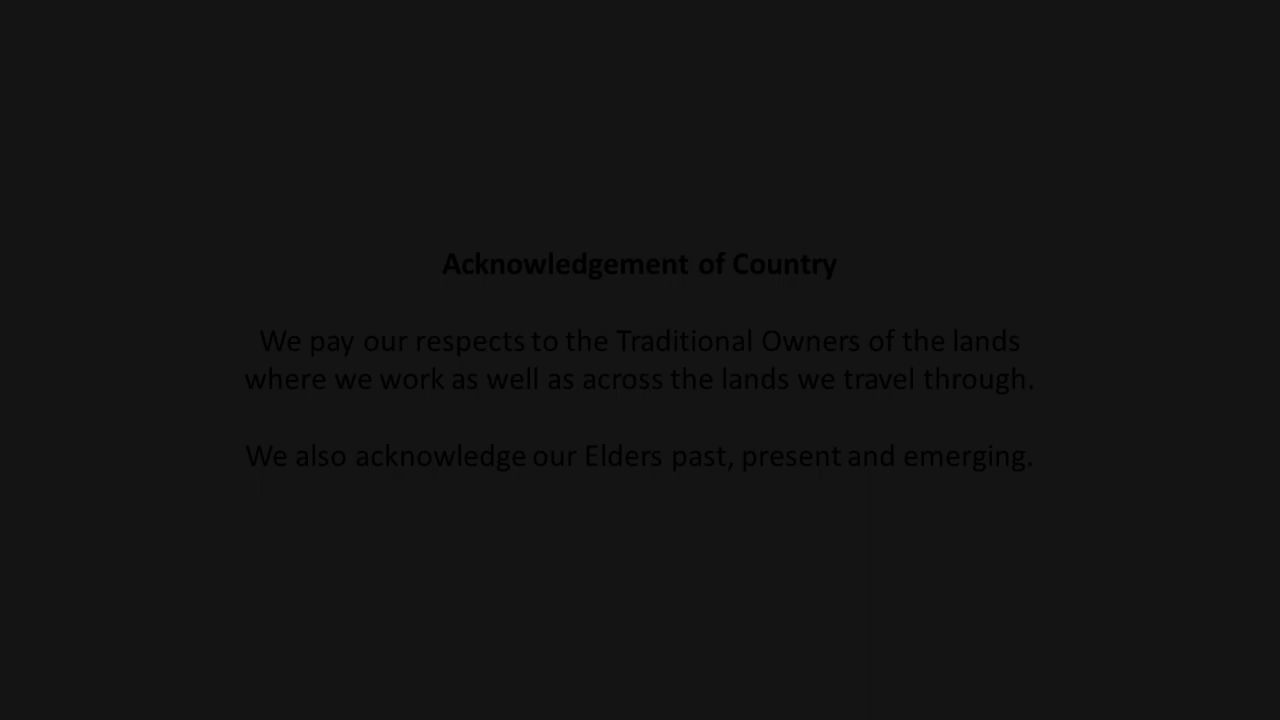 Acknowledgement of Country
We pay our respects to the Traditional Owners of the lands
where we work as well as across the lands we travel through.
We also acknowledge our Elders past, present and emerging.